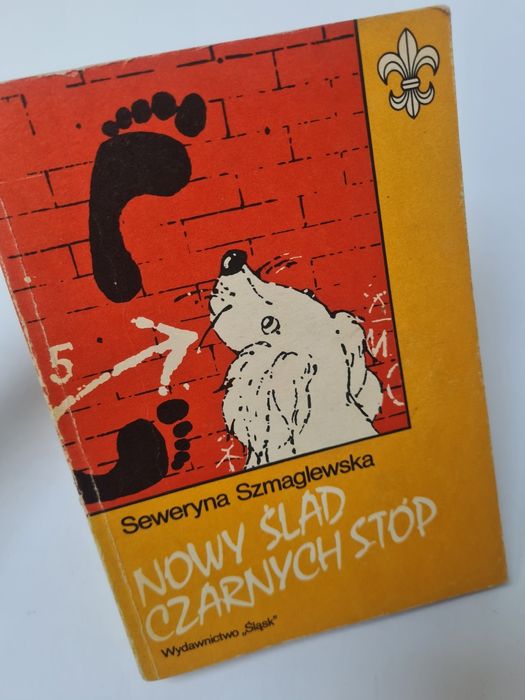 5
Seweryna Szmaglewska
NOWY ŚLAD
CZARNYCH STÓP
Wydawnictwo „Śląsk”